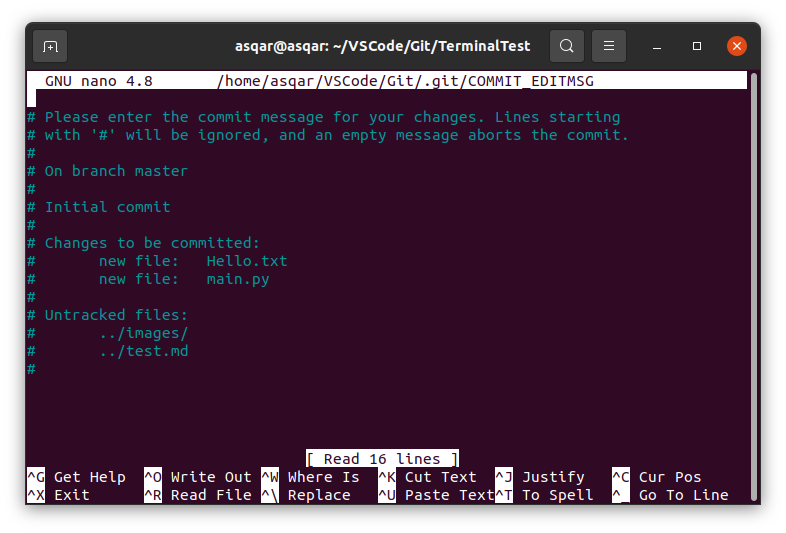 asqar@asqar: ~/VSCode/Git/TerminalTest
GNU nano 4.8 /home/asqar/VSCode/Git/.git/COMMIT_EDITMSG
# Please enter the commit message for your changes. Lines starting
# with '#' will be ignored, and an empty message aborts the commit.
#
# On branch master
#
# Initial commit
#
# Changes to be committed:
# new file: Hello.txt
# new file: main.py
#
# Untracked files:
# ../images/
# ../test.md
#
[ Read 16 lines ]
^G Get Help ^O Write Out ^W Where Is ^K Cut Text ^J Justify ^C Cur Pos
^X Exit ^R Read File ^\ Replace ^U Paste Text ^T To Spell ^_ Go To Line